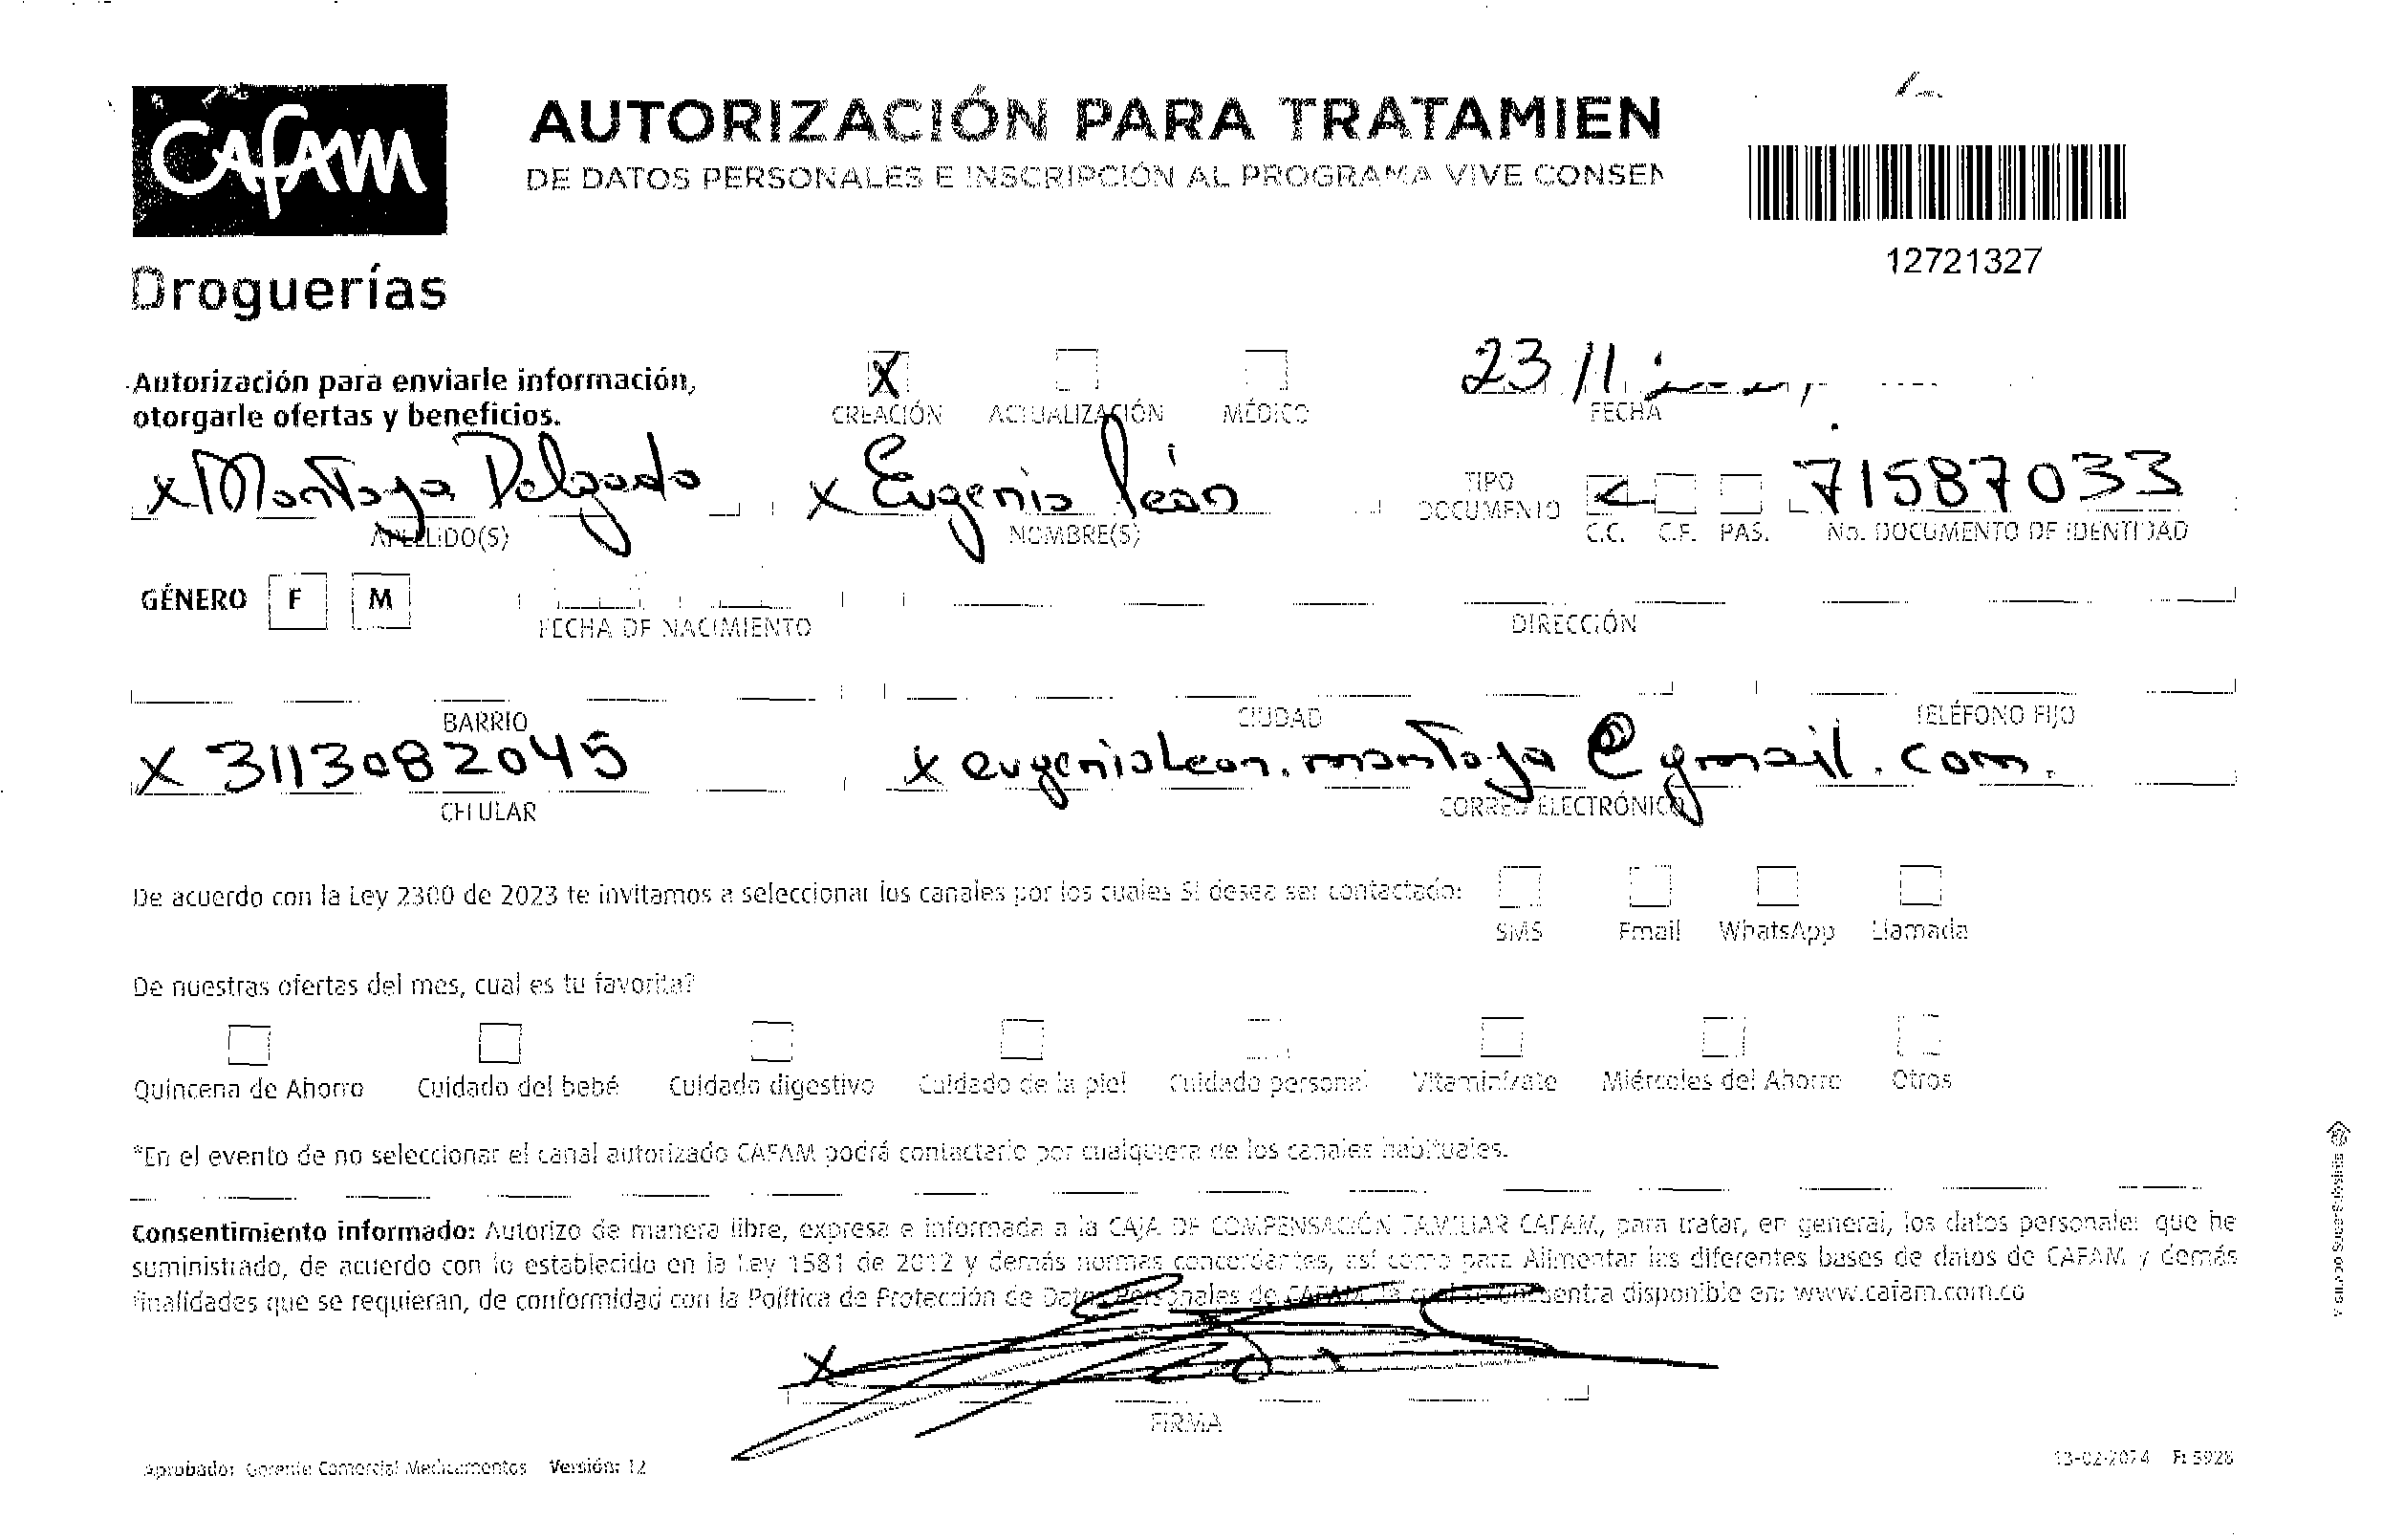 CAFAM
Droguerías
AUTORIZACIÓN PARA TRATAMIEN
DE DATOS PERSONALES E INSCRIPCIÓN AL PROGRAMA VIVE CONSEN
12721327
Autorización para enviarle información,
otorgarle ofertas y beneficios.
X
CREACIÓN ACTUALIZACIÓN MÉDICO
23 11
FECHA
x Montoya Delgado x Eugenio león
APELLIDO(S) NOMBRE(S)
TIPO DOCUMENTO C.C. C.E. PAS.
71587033
No. DOCUMENTO DE IDENTIDAD
GÉNERO F M FECHA DE NACIMIENTO DIRECCIÓN
BARRIO CIUDAD TELÉFONO FIJO
X 3113082045 x eugenioleon.montoya@gmail.com.
CELULAR CORREO ELECTRÓNICO
De acuerdo con la Ley 2300 de 2023 te invitamos a seleccionar los canales por los cuales SI desea ser contactado:
SMS Email WhatsApp Llamada
De nuestras ofertas del mes, cual es tu favorita?
Quincena de Ahorro Cuidado del bebé Cuidado digestivo Cuidado de la piel Cuidado personal Vitaminízate Miércoles del Ahorro Otros
*En el evento de no seleccionar el canal autorizado CAFAM podrá contactarlo por cualquiera de los canales habituales.
Consentimiento informado: Autorizo de manera libre, expresa e informada a la CAJA DE COMPENSACIÓN FAMILIAR CAFAM, para tratar, en general, los datos personales que he
suministrado, de acuerdo con lo establecido en la Ley 1581 de 2012 y demás normas concordantes, así como para Alimentar las diferentes bases de datos de CAFAM y demás
finalidades que se requieran, de conformidad con la Política de Protección de Datos Personales de CAFAM, la cual se encuentra disponible en: www.cafam.com.co
X
FIRMA
Aprobado: Gerente Comercial Medicamentos Versión: 12
13-02-2024 F: 5928
Vigilado SuperSubsidio